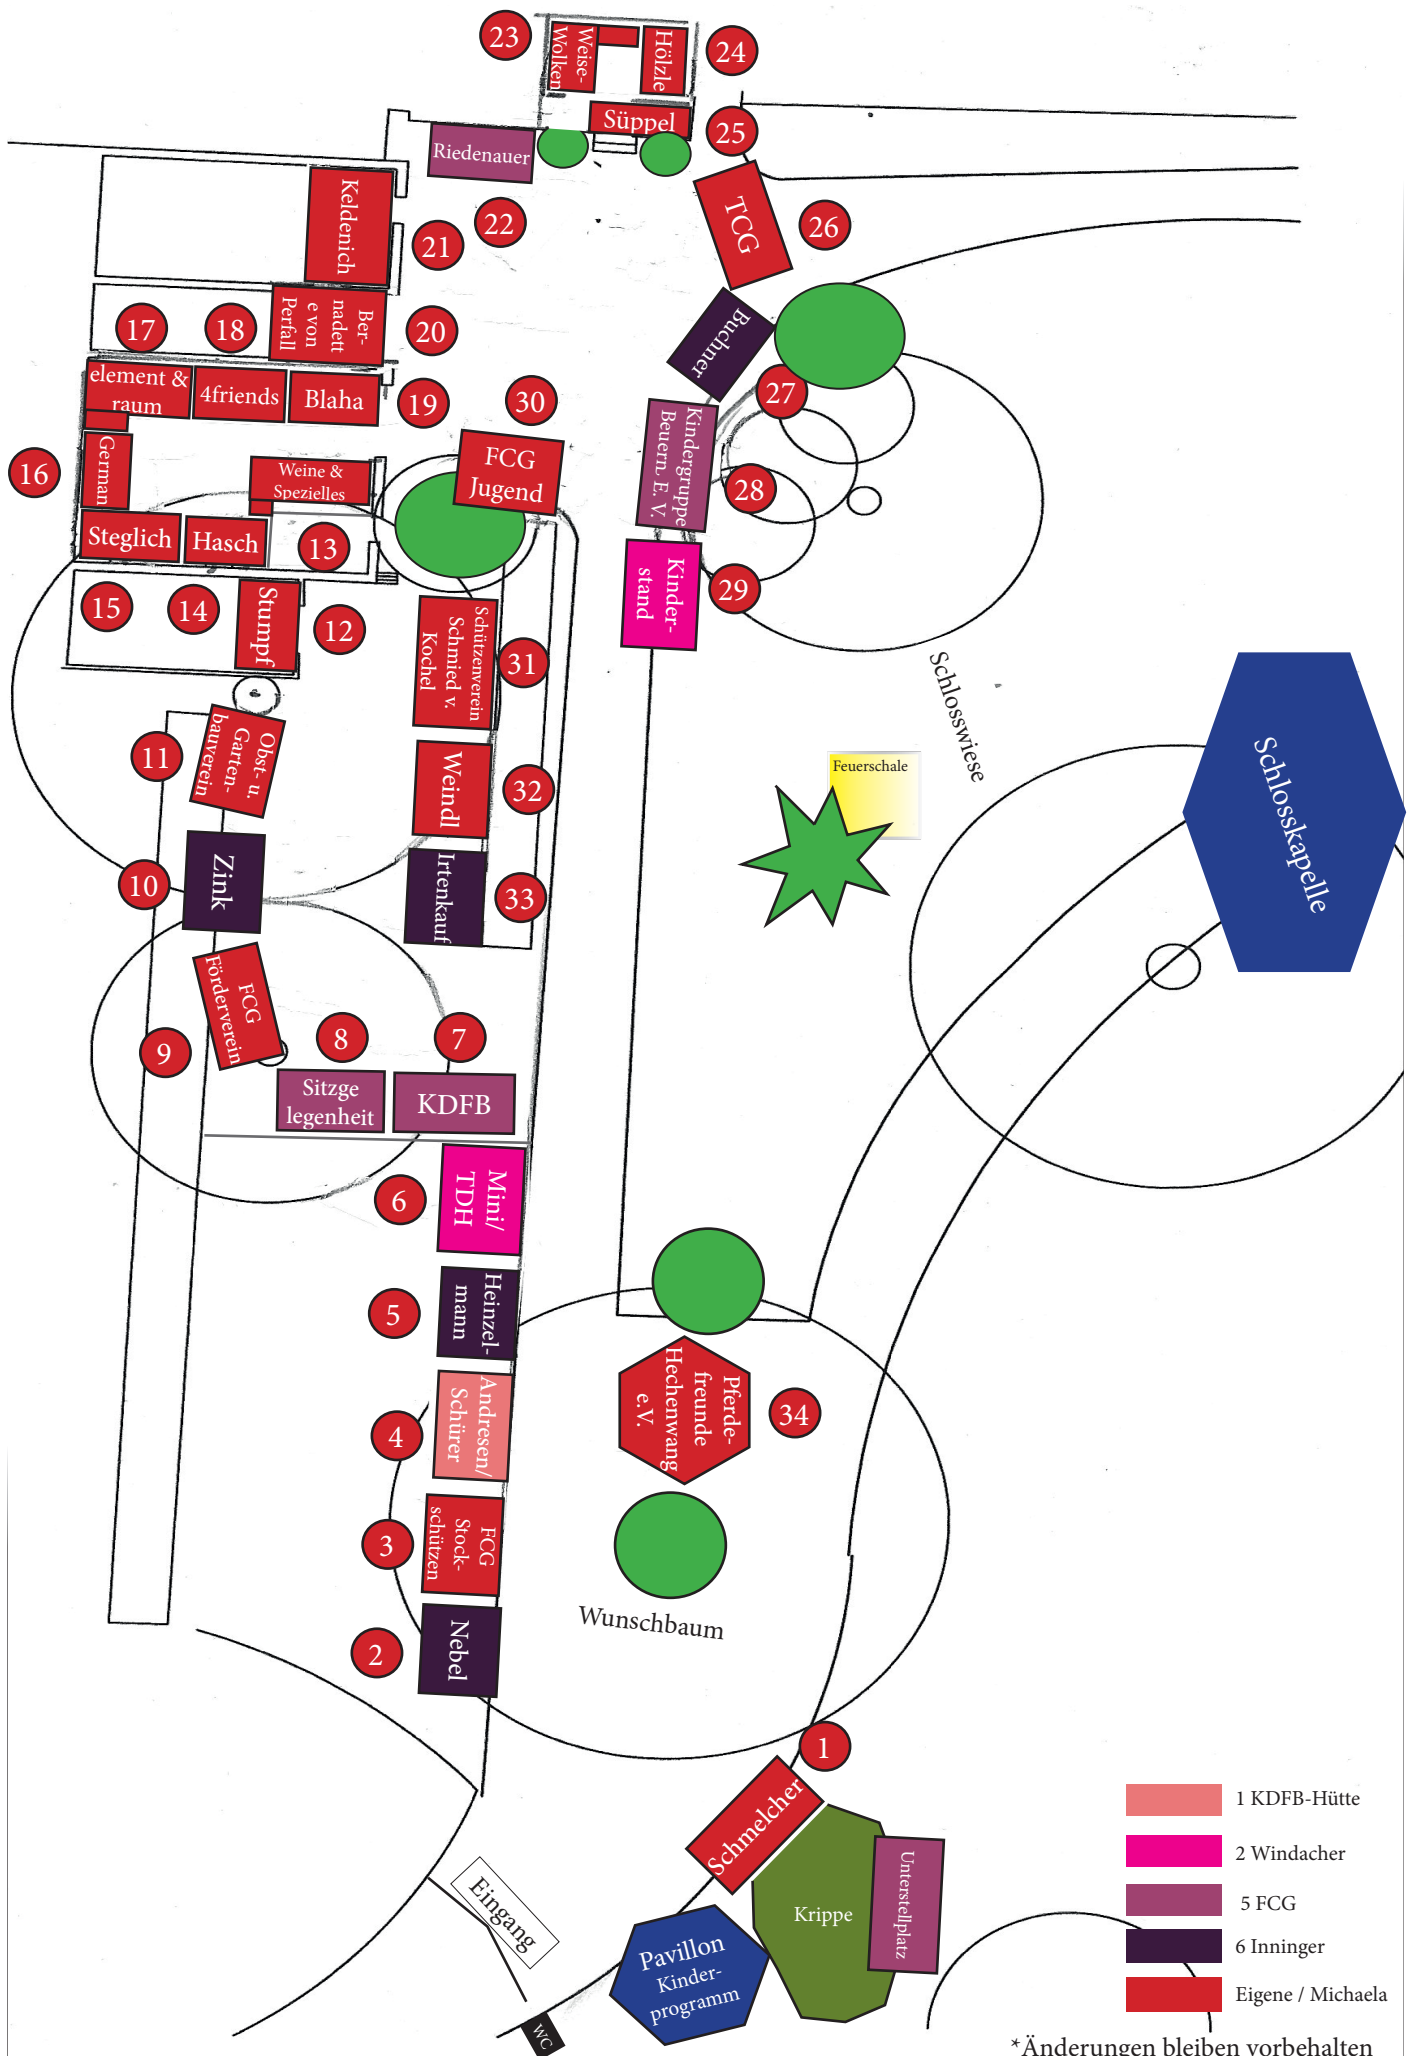 23
Weise-
Wolken
Hölzle
24
Süppel
25
Riedenauer
22
TCG
26
Keldenich
21
17
18
Ber-
nadett
e von
Perfall
20
Buchner
27
element &
raum
4friends
Blaha
19
30
FCG
Jugend
Kindergruppe
Beuern. E. V.
28
16
German
Weine &
Spezielles
Steglich
Hasch
13
Kinder-
stand
29
15
14
Stumpf
12
Schützenverein
Schmied v.
Kochel
31
Schlosswiese
11
Obst- u.
Garten-
bauverein
Weindl
32
Feuerschale
Schlosskapelle
10
Zink
Irtenkauf
33
9
FCG
Förderverein
8
7
Sitzge
legenheit
KDFB
6
Mini/
TDH
5
Heinzel-
mann
4
Andresen/
Schürer
Pferde-
freunde
Hechenwang
e.V.
34
3
FCG
Stock-
schützen
2
Nebel
Wunschbaum
1
Schmelcher
Krippe
Unterstellplatz
Eingang
Pavillon
Kinder-
programm
WC
1 KDFB-Hütte
2 Windacher
5 FCG
6 Inninger
Eigene / Michaela
*Änderungen bleiben vorbehalten